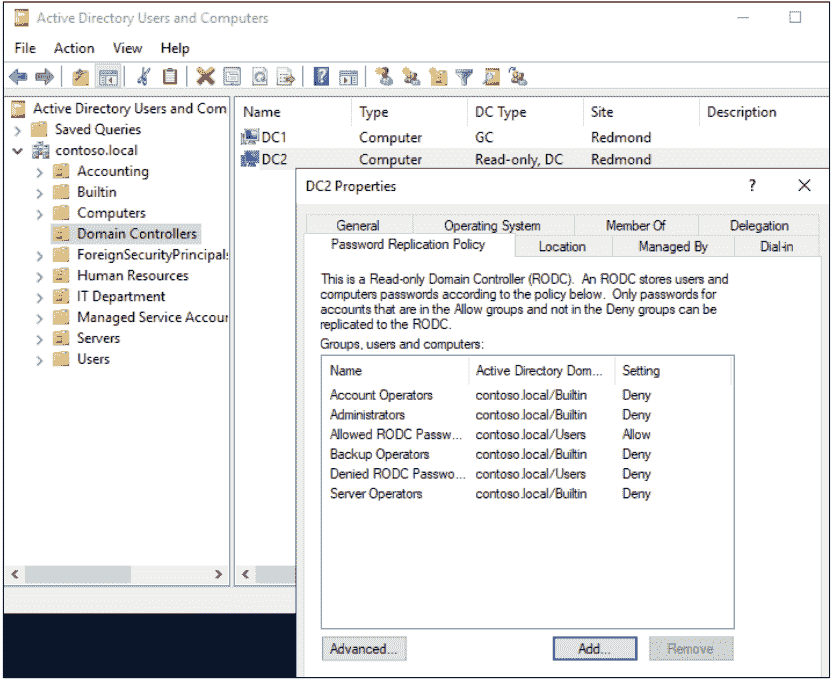 Active Directory Users and Computers
File Action View Help
Active Directory Users and Com
Saved Queries
contoso.local
Accounting
Builtin
Computers
Domain Controllers
ForeignSecurityPrincipals
Human Resources
IT Department
Managed Service Accour
Servers
Users
Name Type DC Type Site Description
DC1 Computer GC Redmond
DC2 Computer Read-only, DC Redmond
DC2 Properties
General Operating System Member Of Delegation
Password Replication Policy Location Managed By Dial-in
This is a Read-only Domain Controller (RODC). An RODC stores users and
computers passwords according to the policy below. Only passwords for
accounts that are in the Allow groups and not in the Deny groups can be
replicated to the RODC.
Groups, users and computers:
Name Active Directory Dom... Setting
Account Operators contoso.local/Builtin Deny
Administrators contoso.local/Builtin Deny
Allowed RODC Passw... contoso.local/Users Allow
Backup Operators contoso.local/Builtin Deny
Denied RODC Passwo... contoso.local/Users Deny
Server Operators contoso.local/Builtin Deny
Advanced... Add... Remove